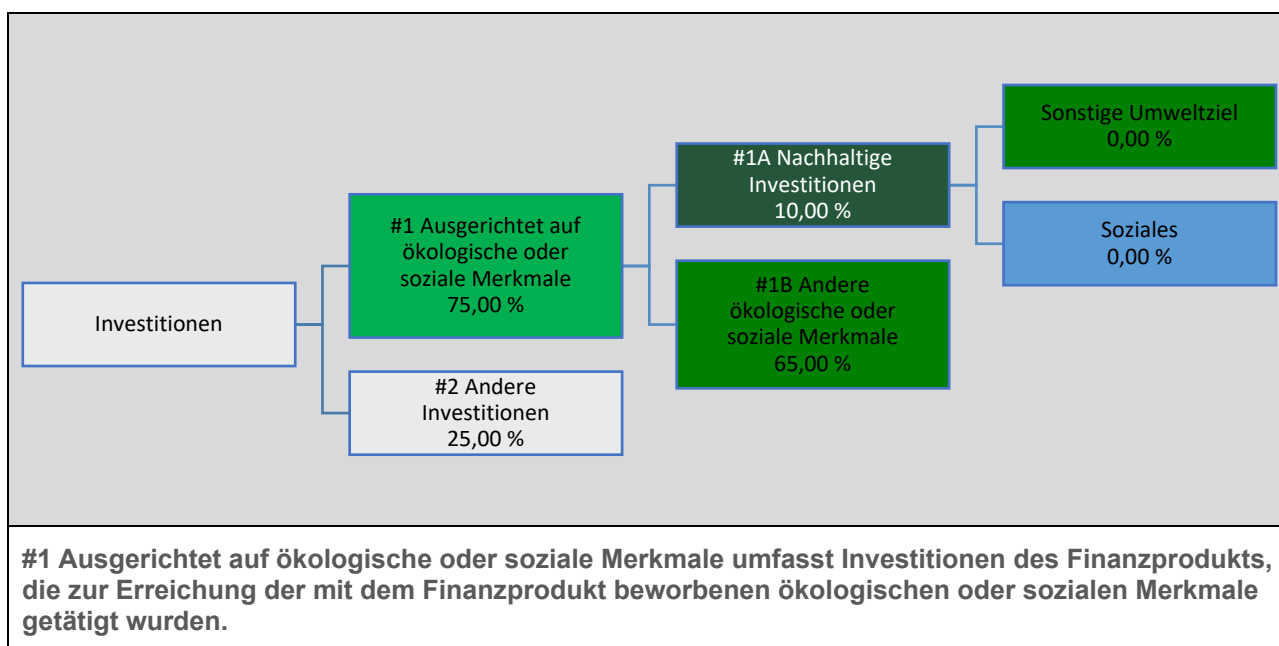 Investitionen
#1 Ausgerichtet auf
ökologische oder
soziale Merkmale
75,00 %
#2 Andere
Investitionen
25,00 %
#1A Nachhaltige
Investitionen
10,00 %
#1B Andere
ökologische oder
soziale Merkmale
65,00 %
Sonstige Umweltziel
0,00 %
Soziales
0,00 %
#1 Ausgerichtet auf ökologische oder soziale Merkmale umfasst Investitionen des Finanzprodukts,
die zur Erreichung der mit dem Finanzprodukt beworbenen ökologischen oder sozialen Merkmale
getätigt wurden.